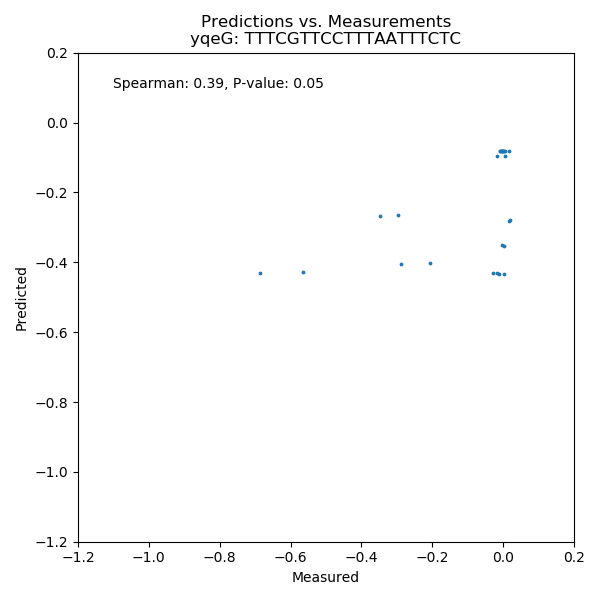 Predictions vs. Measurements
yqeG: TTTCGTTCCTTTAATTTCTC
Spearman: 0.39, P-value: 0.05
0.2
0.0
−0.2
−0.4
−0.6
−0.8
−1.0
−1.2
Predicted
−1.2 −1.0 −0.8 −0.6 −0.4 −0.2 0.0 0.2
Measured